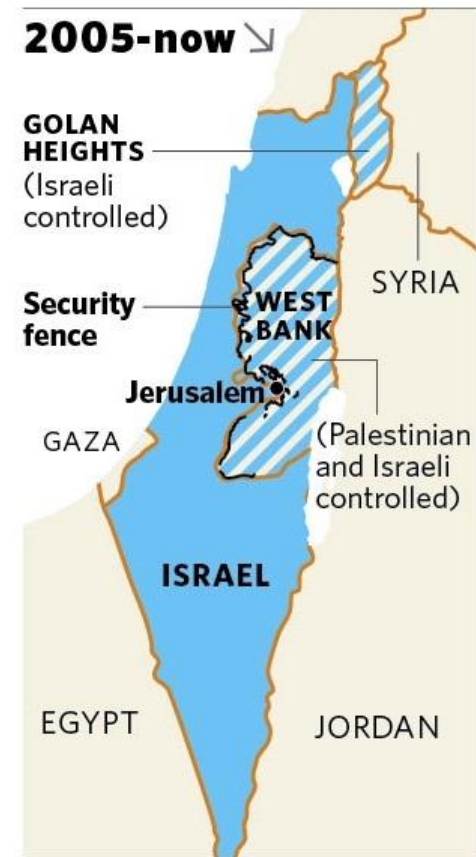 2005-now
GOLAN
HEIGHTS
(Israeli
controlled)
SYRIA
Security
fence
WEST
BANK
Jerusalem
GAZA
(Palestinian
and Israeli
controlled)
ISRAEL
EGYPT
JORDAN